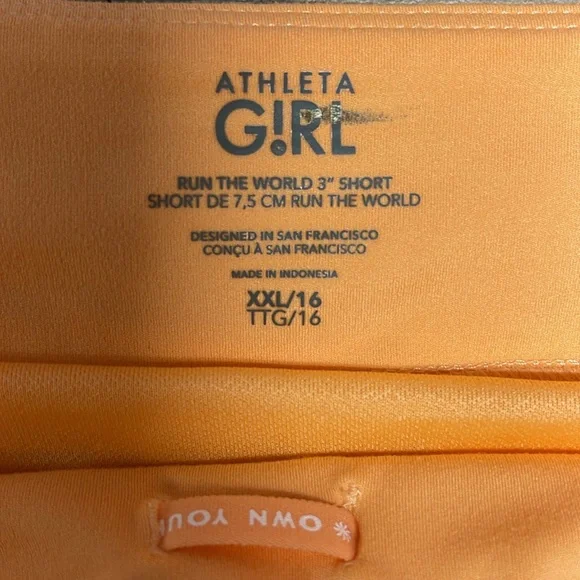 ATHLETA
G!RL
RUN THE WORLD 3" SHORT
SHORT DE 7,5 CM RUN THE WORLD
DESIGNED IN SAN FRANCISCO
CONÇU À SAN FRANCISCO
MADE IN INDONESIA
XXL/16
TTG/16
OWN YOUR